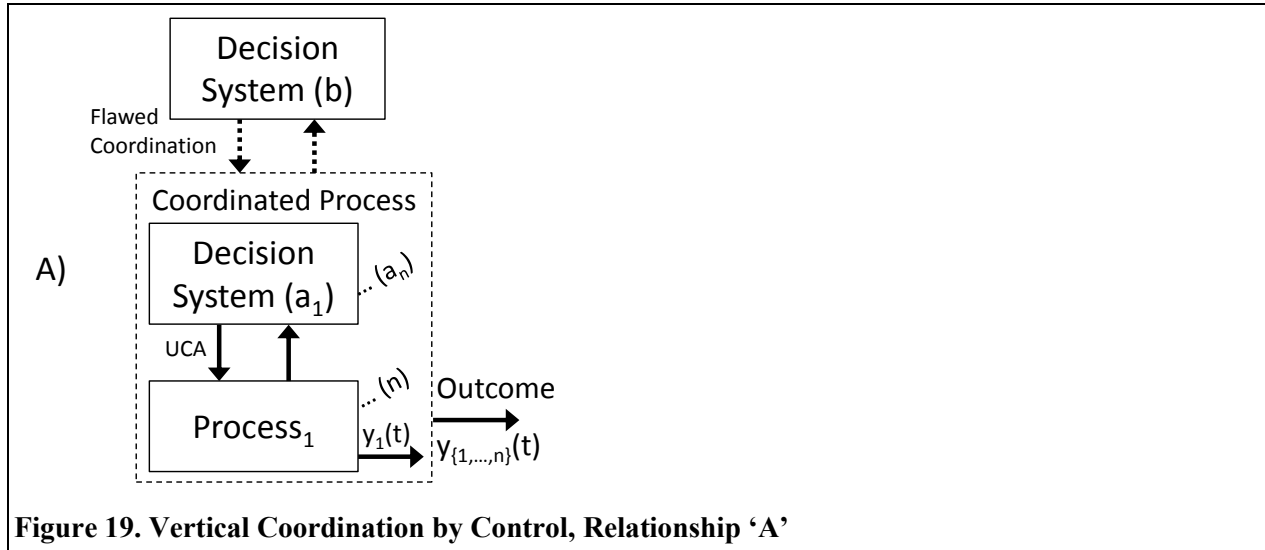 Decision
System (b)
Flawed
Coordination
Coordinated Process
A)
Decision
System (a₁)
... (aₙ)
UCA
... (n)
Process₁
y₁(t)
Outcome
y{1,...,n}(t)
Figure 19. Vertical Coordination by Control, Relationship ‘A’